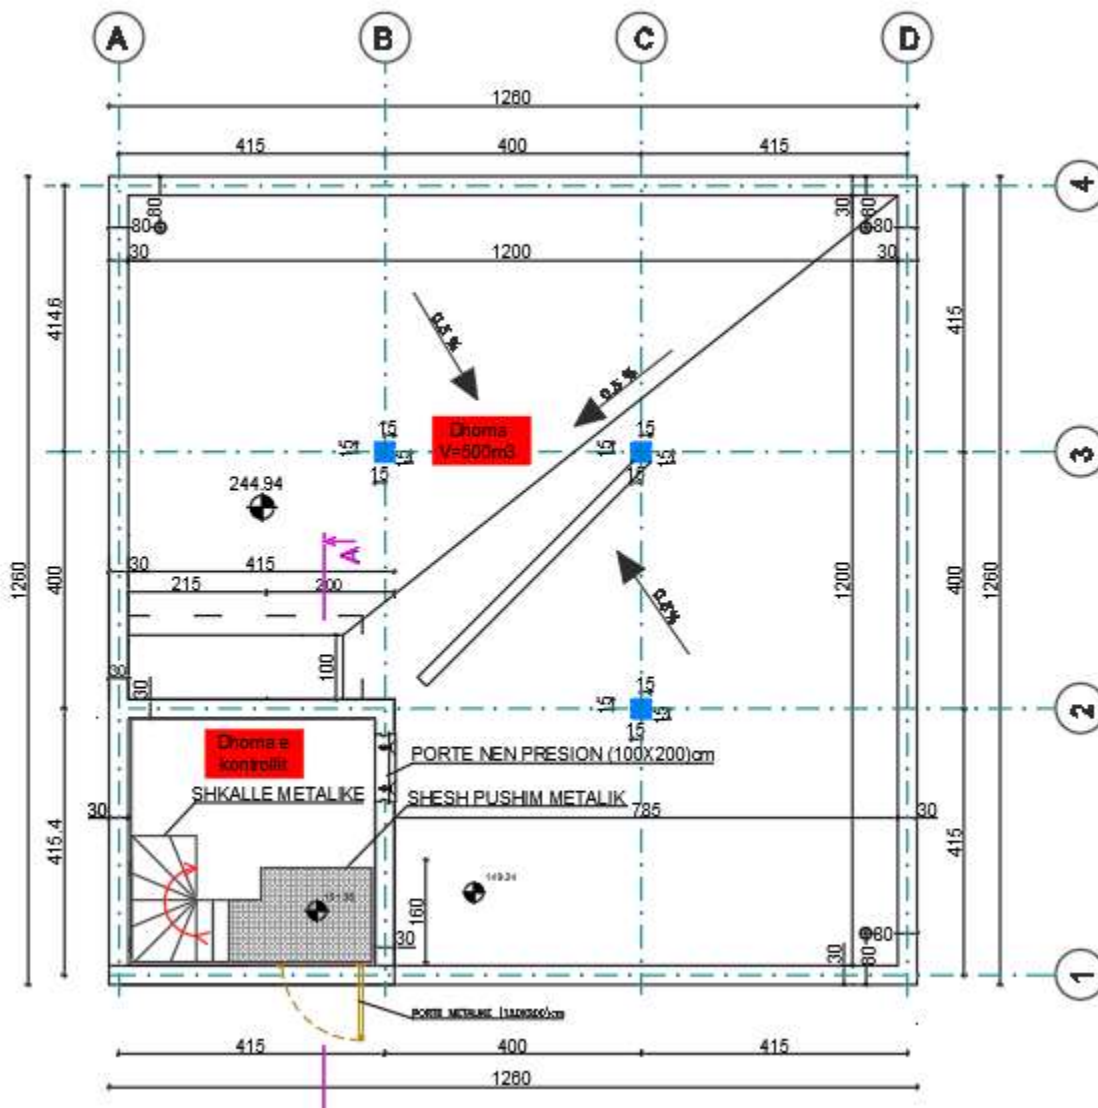 A B C D
1260
415 400 415
4
30 80 30 80
80 80
30 1200 30
414.6 415
0.5 %
0.5 %
Dhoma
V=500m3
15 15
15 15 15 15
15 15
3
244.94
A
30 415
215 200
1260 400 1200 400 1260
0.5%
100
30
30
15
15 15
15
2
Dhoma e
kontrollit
PORTE NEN PRESION (100X200)cm
SHKALLE METALIKE SHESH PUSHIM METALIK
30 785 30
415.4 415
149.24
160
80
30 30 80
1
415 400 415
1260